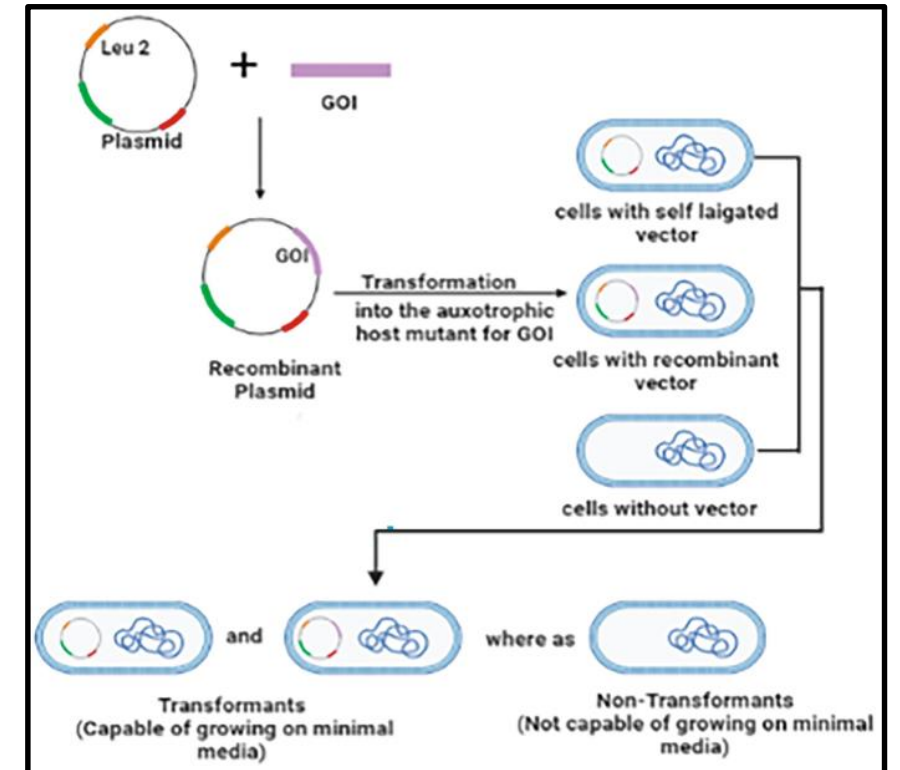 Leu 2
+
GOI
Plasmid
GOI
Recombinant
Plasmid
Transformation
into the auxotrophic
host mutant for GOI
cells with self laigated
vector
cells with recombinant
vector
cells without vector
and
where as
Transformants
(Capable of growing on minimal
media)
Non-Transformants
(Not capable of growing on minimal
media)